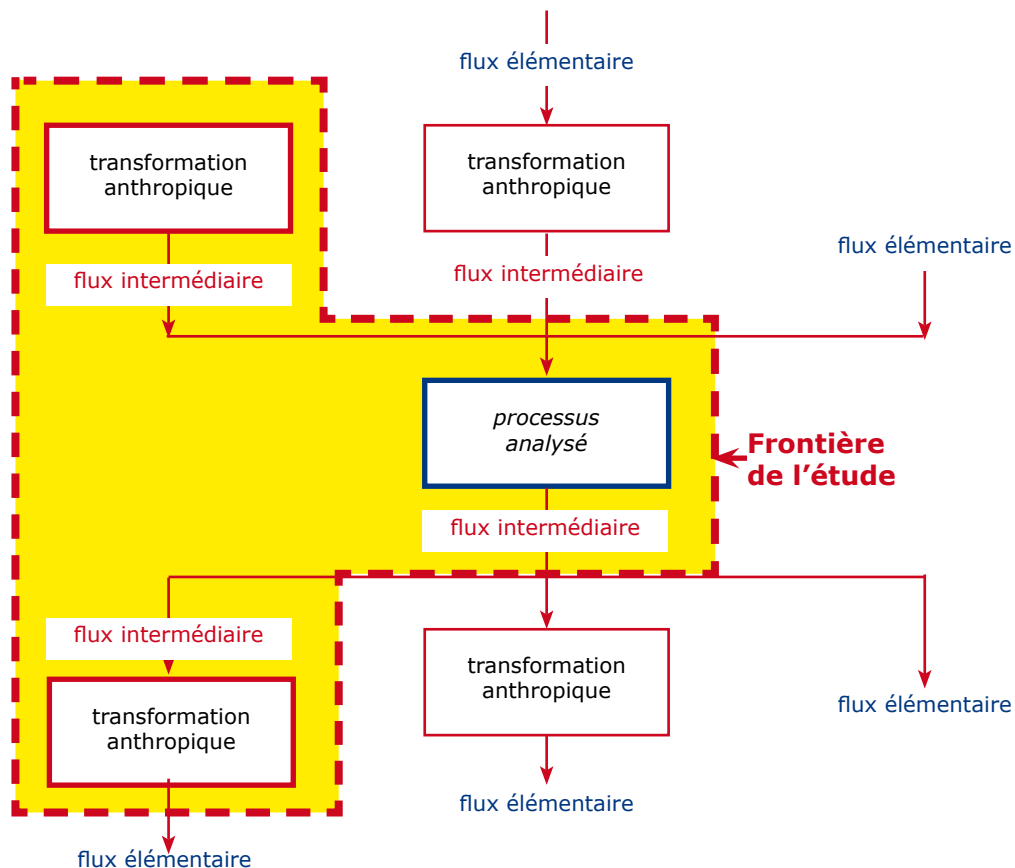 flux élémentaire
transformation
anthropique
transformation
anthropique
flux élémentaire
flux intermédiaire
flux intermédiaire
processus
analysé
Frontière
de l’étude
flux intermédiaire
flux intermédiaire
transformation
anthropique
transformation
anthropique
flux élémentaire
flux élémentaire
flux élémentaire